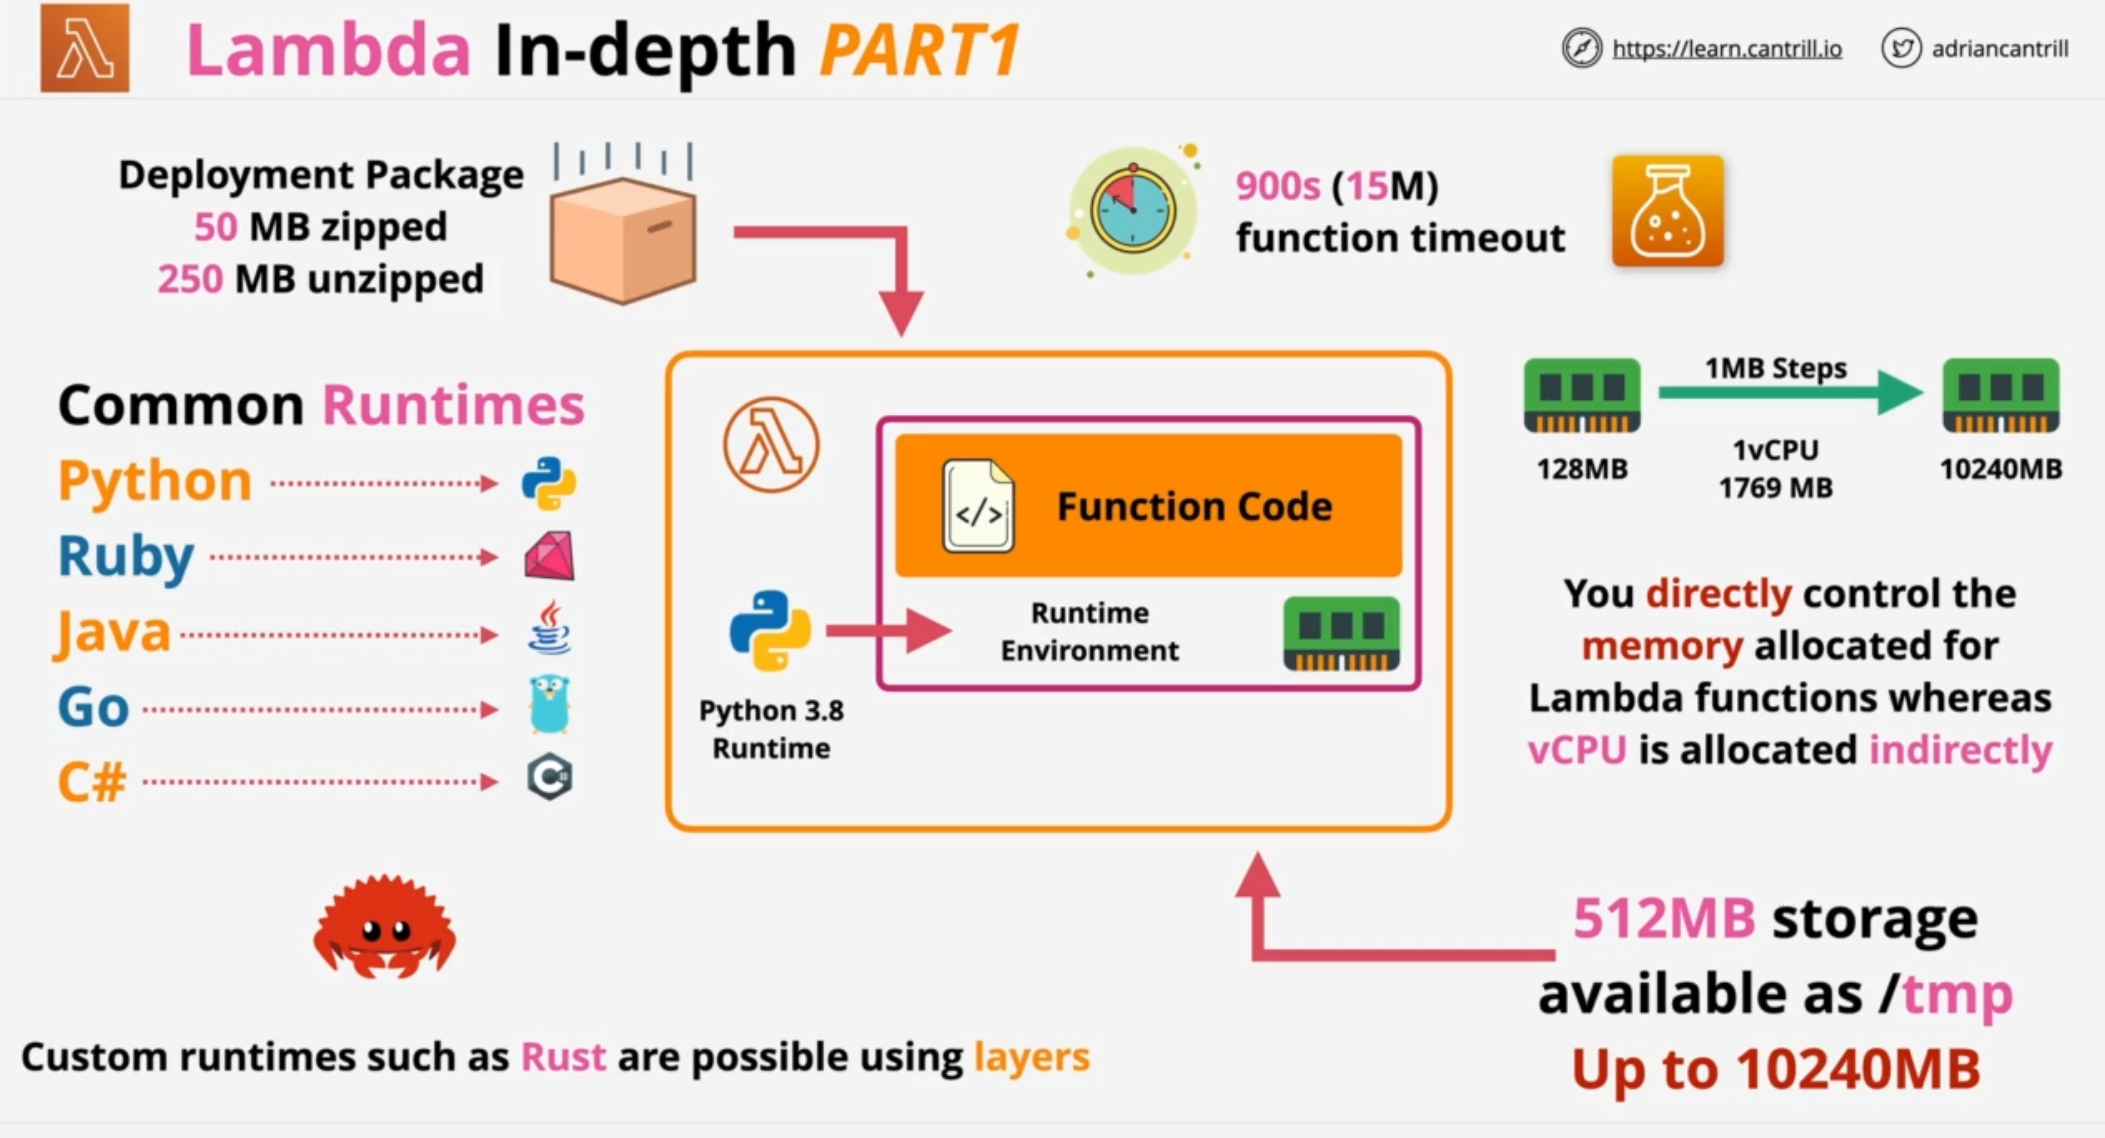 Lambda In-depth PART1
https://learn.cantrill.io
adriancantrill
Deployment Package
50 MB zipped
250 MB unzipped
900s (15M)
function timeout
Common Runtimes
Python
Ruby
Java
Go
C#
Function Code
</>
Runtime
Environment
Python 3.8
Runtime
1MB Steps
128MB
1vCPU
1769 MB
10240MB
You directly control the
memory allocated for
Lambda functions whereas
vCPU is allocated indirectly
512MB storage
available as /tmp
Up to 10240MB
Custom runtimes such as Rust are possible using layers